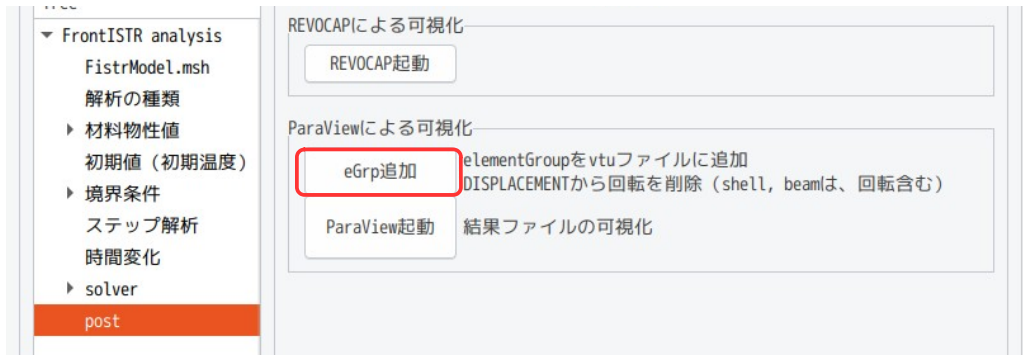 Tree
FrontISTR analysis
FistrModel.msh
解析の種類
材料物性値
初期値（初期温度）
境界条件
ステップ解析
時間変化
solver
post
REVOCAPによる可視化
REVOCAP起動
ParaViewによる可視化
eGrp追加
elementGroupをvtuファイルに追加
DISPLACEMENTから回転を削除（shell, beamは、回転含む）
ParaView起動
結果ファイルの可視化